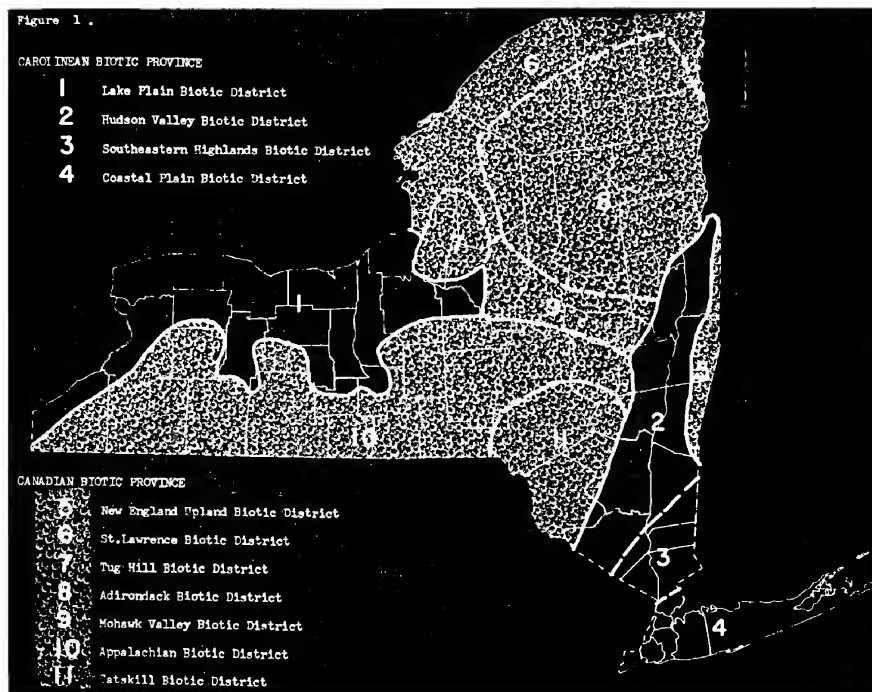 Figure 1.
CAROLINEAN BIOTIC PROVINCE
1 Lake Plain Biotic District
2 Hudson Valley Biotic District
3 Southeastern Highlands Biotic District
4 Coastal Plain Biotic District
6
8
7
1
9
5
2
10
11
3
4
CANADIAN BIOTIC PROVINCE
5 New England Upland Biotic District
6 St.Lawrence Biotic District
7 Tug Hill Biotic District
8 Adirondack Biotic District
9 Mohawk Valley Biotic District
10 Appalachian Biotic District
11 Catskill Biotic District